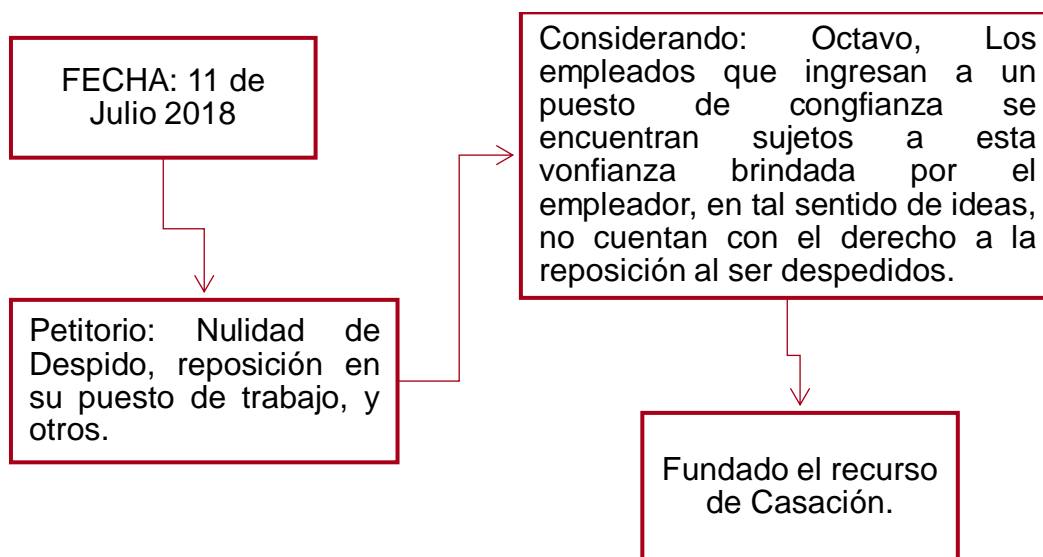 FECHA: 11 de
Julio 2018
Petitorio: Nulidad de
Despido, reposición en
su puesto de trabajo, y
otros.
Considerando: Octavo, Los
empleados que ingresan a un
puesto de congfianza se
encuentran sujetos a esta
vonfianza brindada por el
empleador, en tal sentido de ideas,
no cuentan con el derecho a la
reposición al ser despedidos.
Fundado el recurso
de Casación.